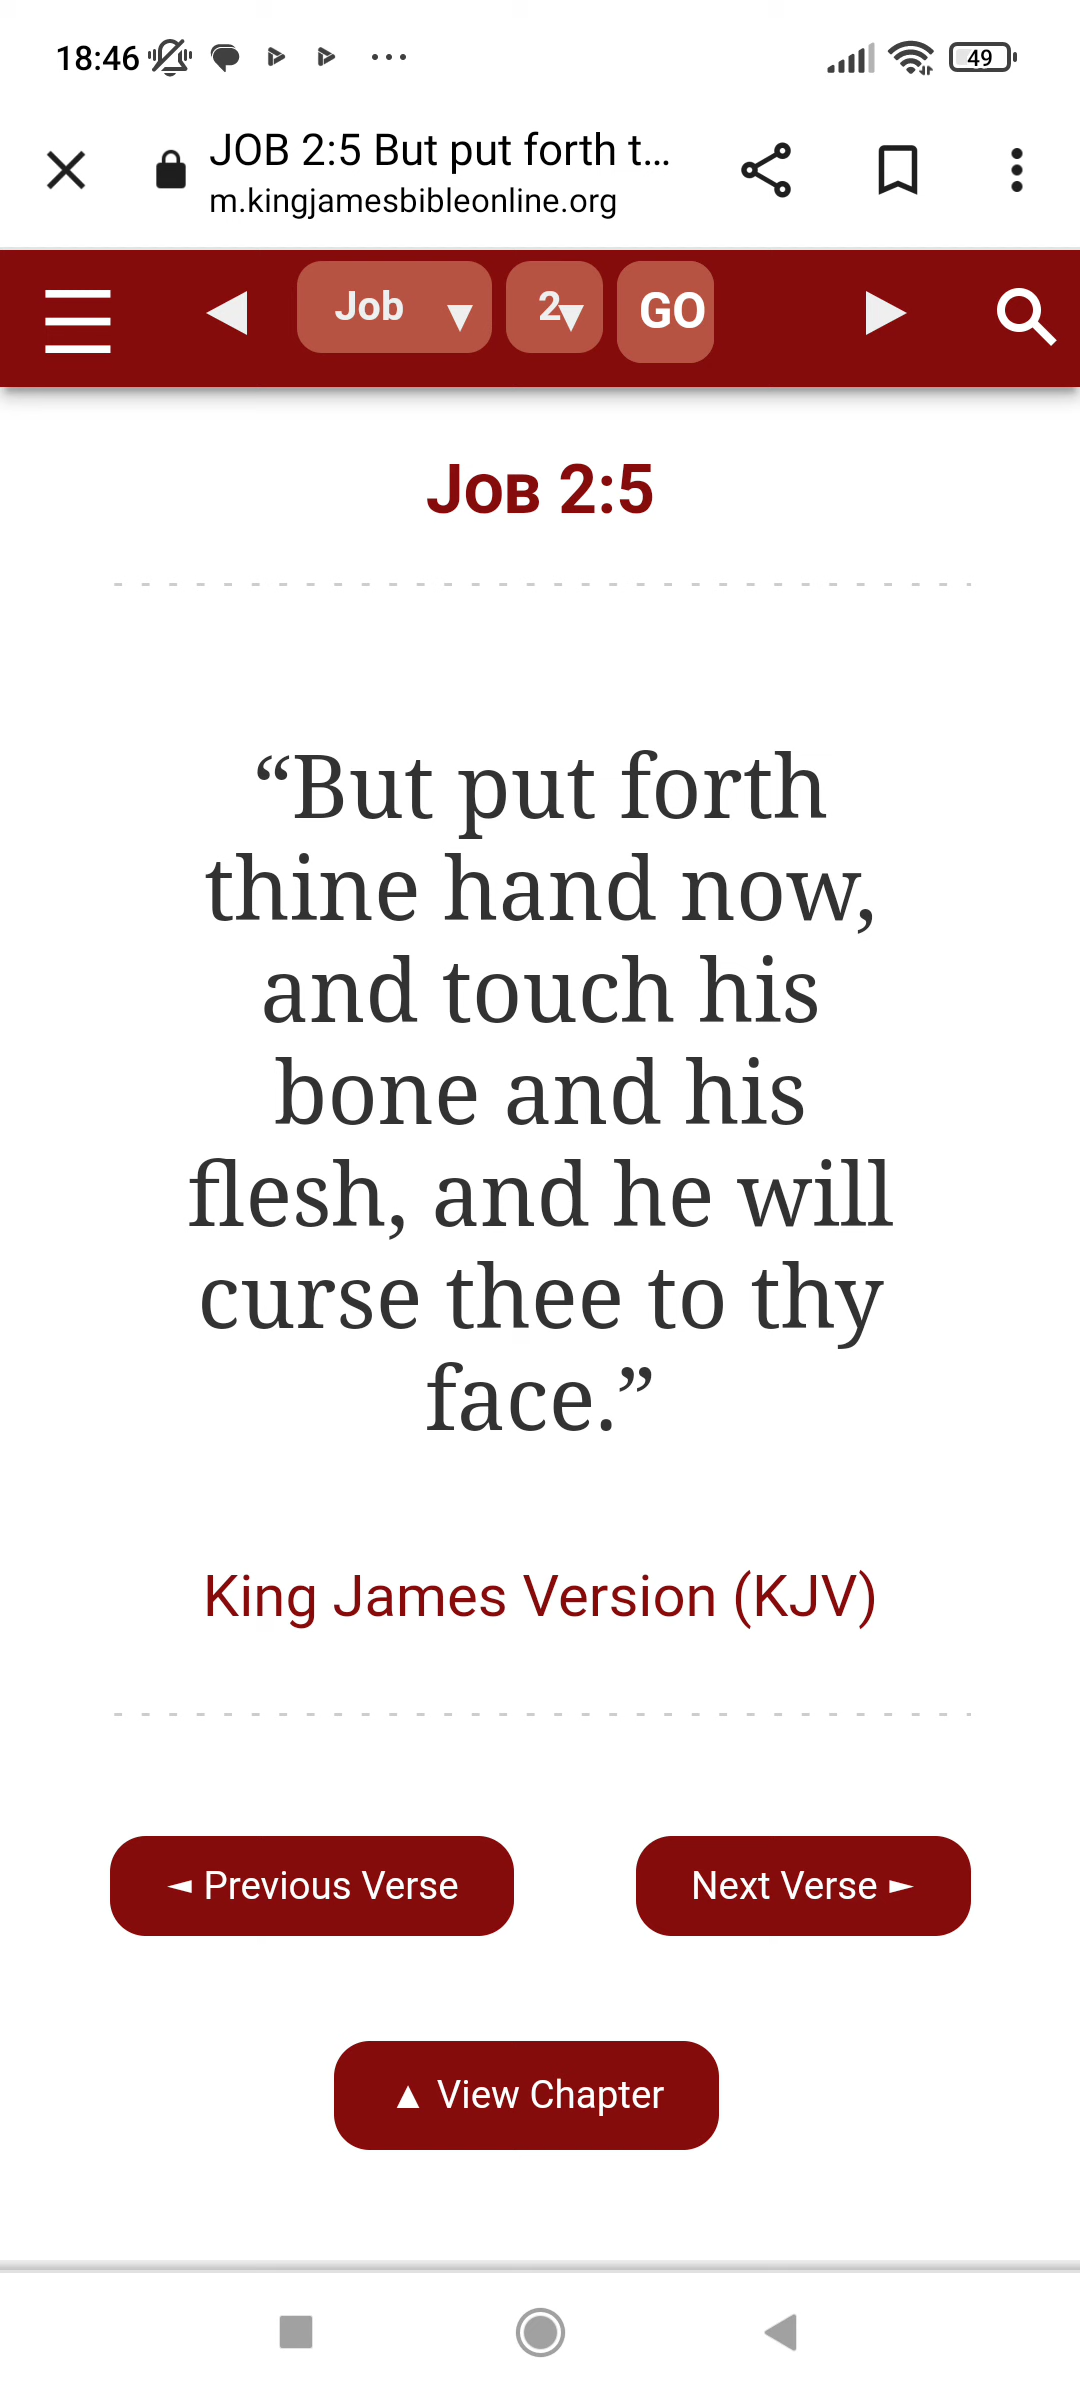 18:46
49
JOB 2:5 But put forth t...
m.kingjamesbibleonline.org
Job 2 GO
JOB 2:5
“But put forth
thine hand now,
and touch his
bone and his
flesh, and he will
curse thee to thy
face.”
King James Version (KJV)
◄ Previous Verse
Next Verse ►
▲ View Chapter